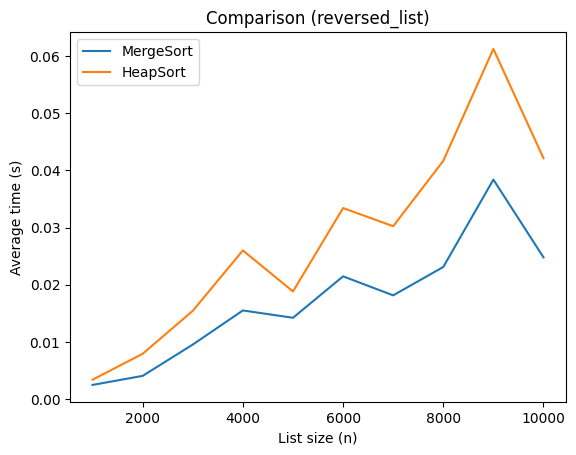 Comparison (reversed_list)
MergeSort
HeapSort
Average time (s)
0.06
0.05
0.04
0.03
0.02
0.01
0.00
2000 4000 6000 8000 10000
List size (n)